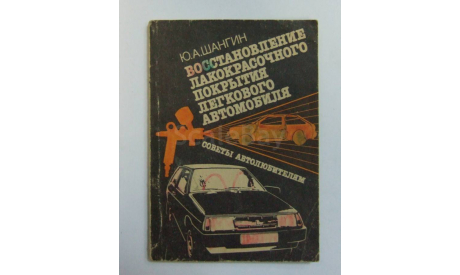 Ю.А.ШАНГИН
ВОССТАНОВЛЕНИЕ
ЛАКОКРАСОЧНОГО
ПОКРЫТИЯ
ЛЕГКОВОГО
АВТОМОБИЛЯ
СОВЕТЫ АВТОЛЮБИТЕЛЯМ